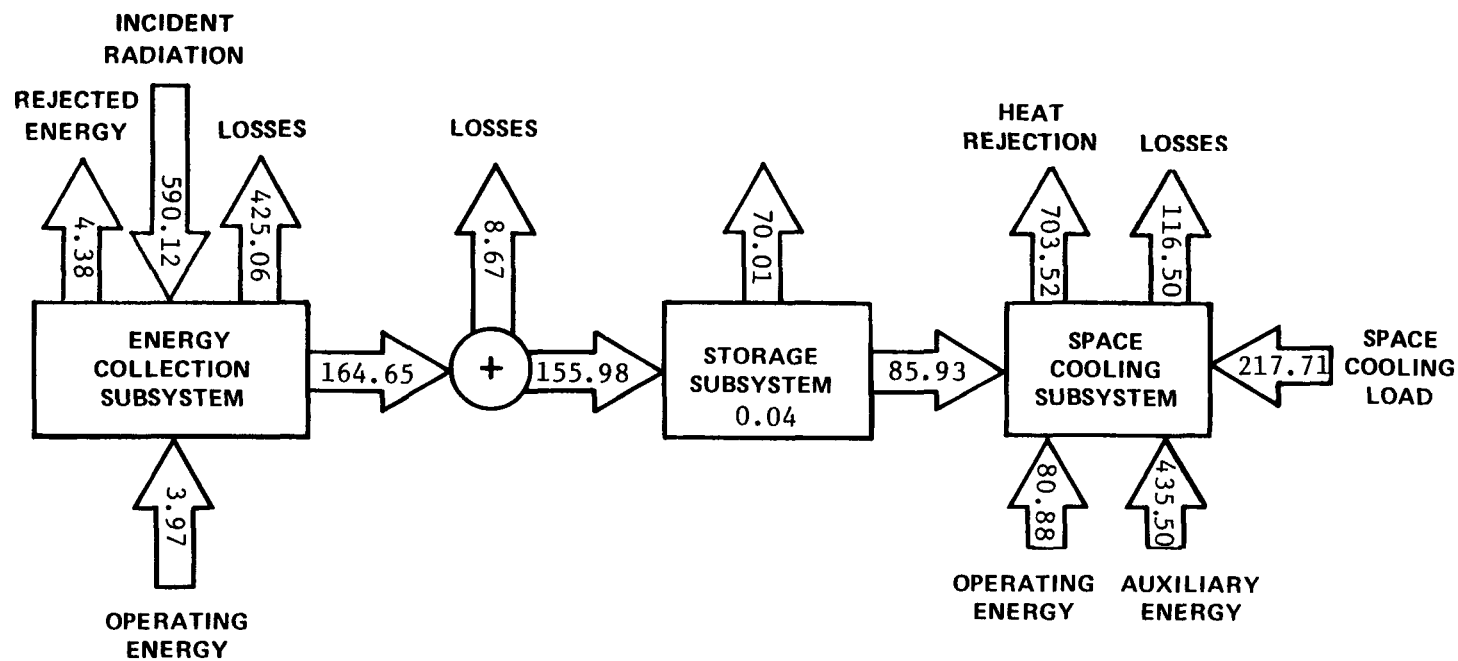 INCIDENT
RADIATION
REJECTED
ENERGY
LOSSES
LOSSES
HEAT
REJECTION
LOSSES
4.38
590.12
425.06
8.67
70.01
703.52
116.50
ENERGY
COLLECTION
SUBSYSTEM
164.65
+
155.98
STORAGE
SUBSYSTEM
0.04
85.93
SPACE
COOLING
SUBSYSTEM
217.71
SPACE
COOLING
LOAD
3.97
80.88
435.50
OPERATING
ENERGY
OPERATING
ENERGY
AUXILIARY
ENERGY